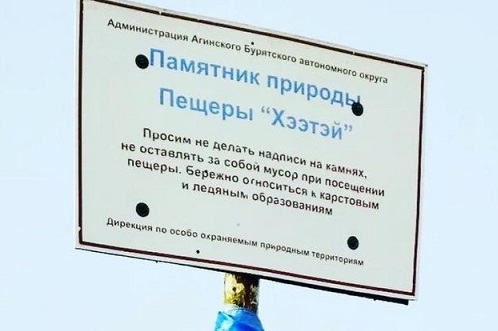 Администрация Агинского Бурятского автономного округа
Памятник природы
Пещеры "Хээтэй"
Просим не делать надписи на камнях,
не оставлять за собой мусор при посещении
пещеры. Бережно относиться к карстовым
и ледяным образованиям
Дирекция по особо охраняемым природным территориям